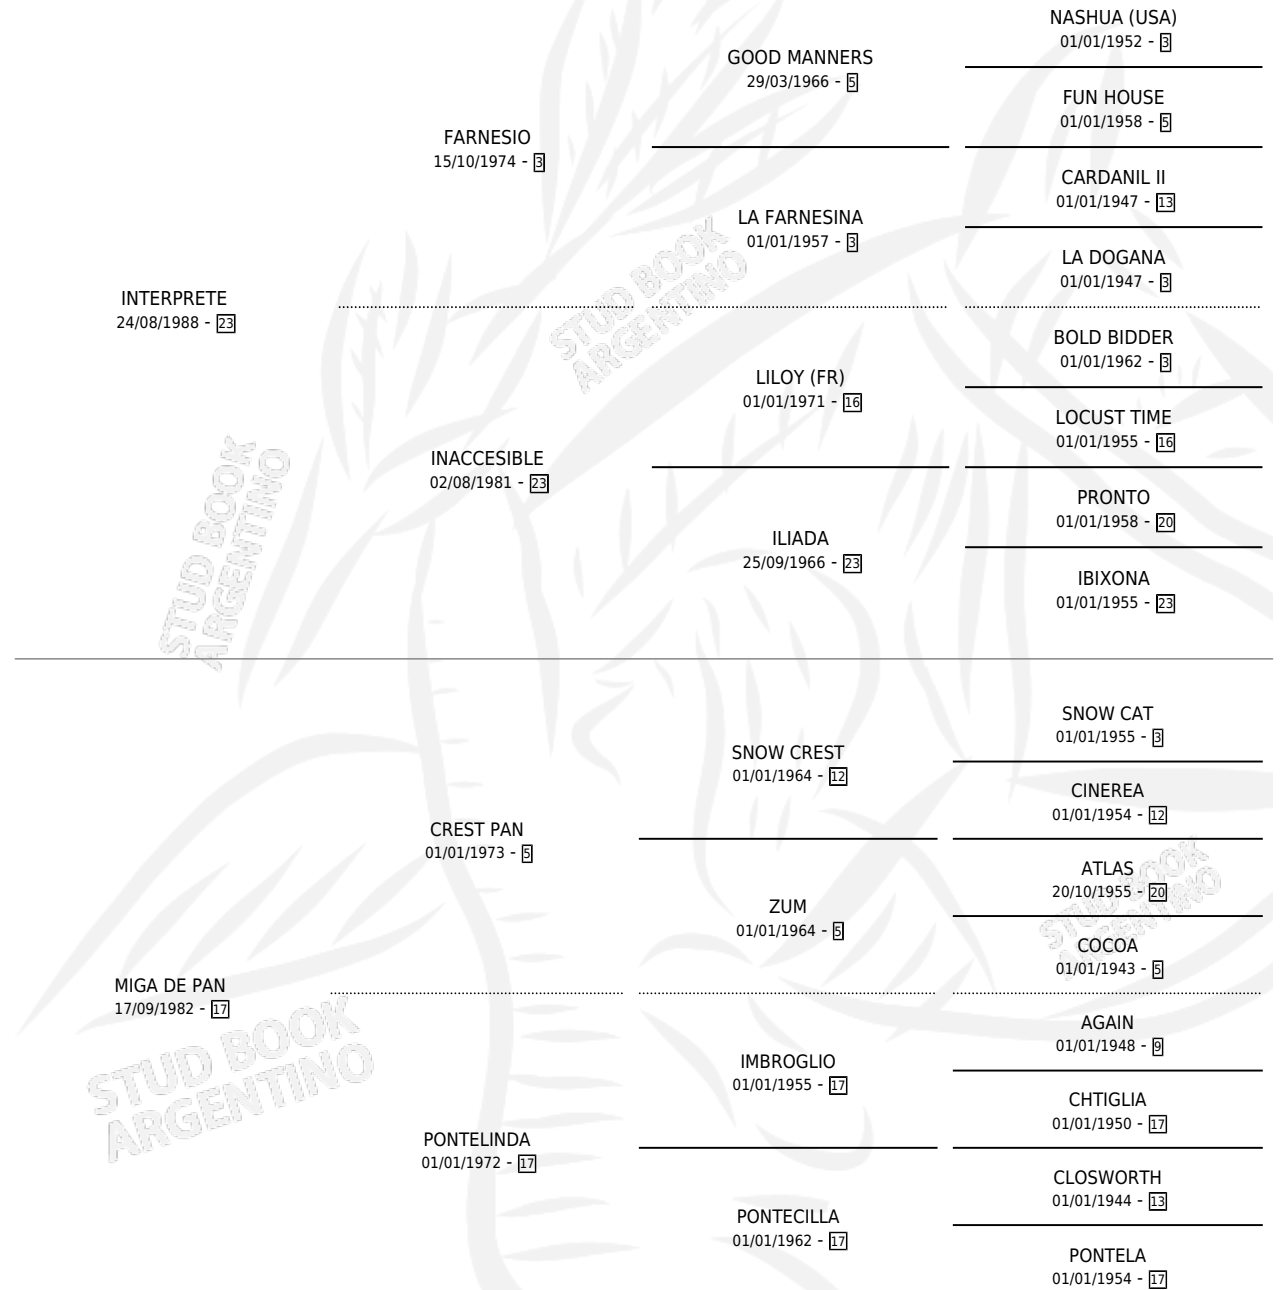 NASHUA (USA)
01/01/1952 - 3
GOOD MANNERS
29/03/1966 - 5
FUN HOUSE
01/01/1958 - 5
FARNESIO
15/10/1974 - 3
CARDANIL II
01/01/1947 - 13
LA FARNESINA
01/01/1957 - 3
LA DOGANA
01/01/1947 - 3
INTERPRETE
24/08/1988 - 23
BOLD BIDDER
01/01/1962 - 3
LILOY (FR)
01/01/1971 - 16
LOCUST TIME
01/01/1955 - 16
INACCESIBLE
02/08/1981 - 23
PRONTO
01/01/1958 - 20
ILIADA
25/09/1966 - 23
IBIXONA
01/01/1955 - 23
SNOW CAT
01/01/1955 - 3
SNOW CREST
01/01/1964 - 12
CINEREA
01/01/1954 - 12
CREST PAN
01/01/1973 - 5
ATLAS
20/10/1955 - 20
ZUM
01/01/1964 - 5
COCOA
01/01/1943 - 5
MIGA DE PAN
17/09/1982 - 17
AGAIN
01/01/1948 - 9
IMBROGLIO
01/01/1955 - 17
CHTIGLIA
01/01/1950 - 17
PONTELINDA
01/01/1972 - 17
CLOSWORTH
01/01/1944 - 13
PONTECILLA
01/01/1962 - 17
PONTELA
01/01/1954 - 17
STUD BOOK
ARGENTINO
STUD BOOK
ARGENTINO
STUD BOOK
ARGENTINO
STUD BOOK
ARGENTINO